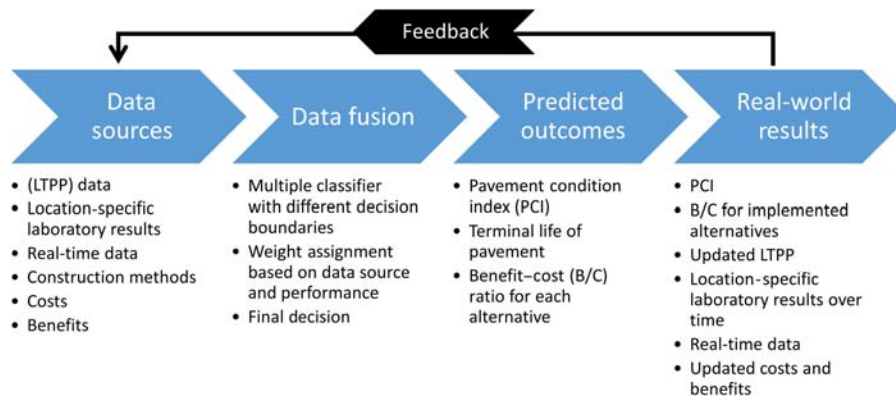 Feedback
Data
sources
Data fusion
Predicted
outcomes
Real-world
results
• (LTPP) data
• Location-specific
laboratory results
• Real-time data
• Construction methods
• Costs
• Benefits
• Multiple classifier
with different decision
boundaries
• Weight assignment
based on data source
and performance
• Final decision
• Pavement condition
index (PCI)
• Terminal life of
pavement
• Benefit–cost (B/C)
ratio for each
alternative
• PCI
• B/C for implemented
alternatives
• Updated LTPP
• Location-specific
laboratory results over
time
• Real-time data
• Updated costs and
benefits